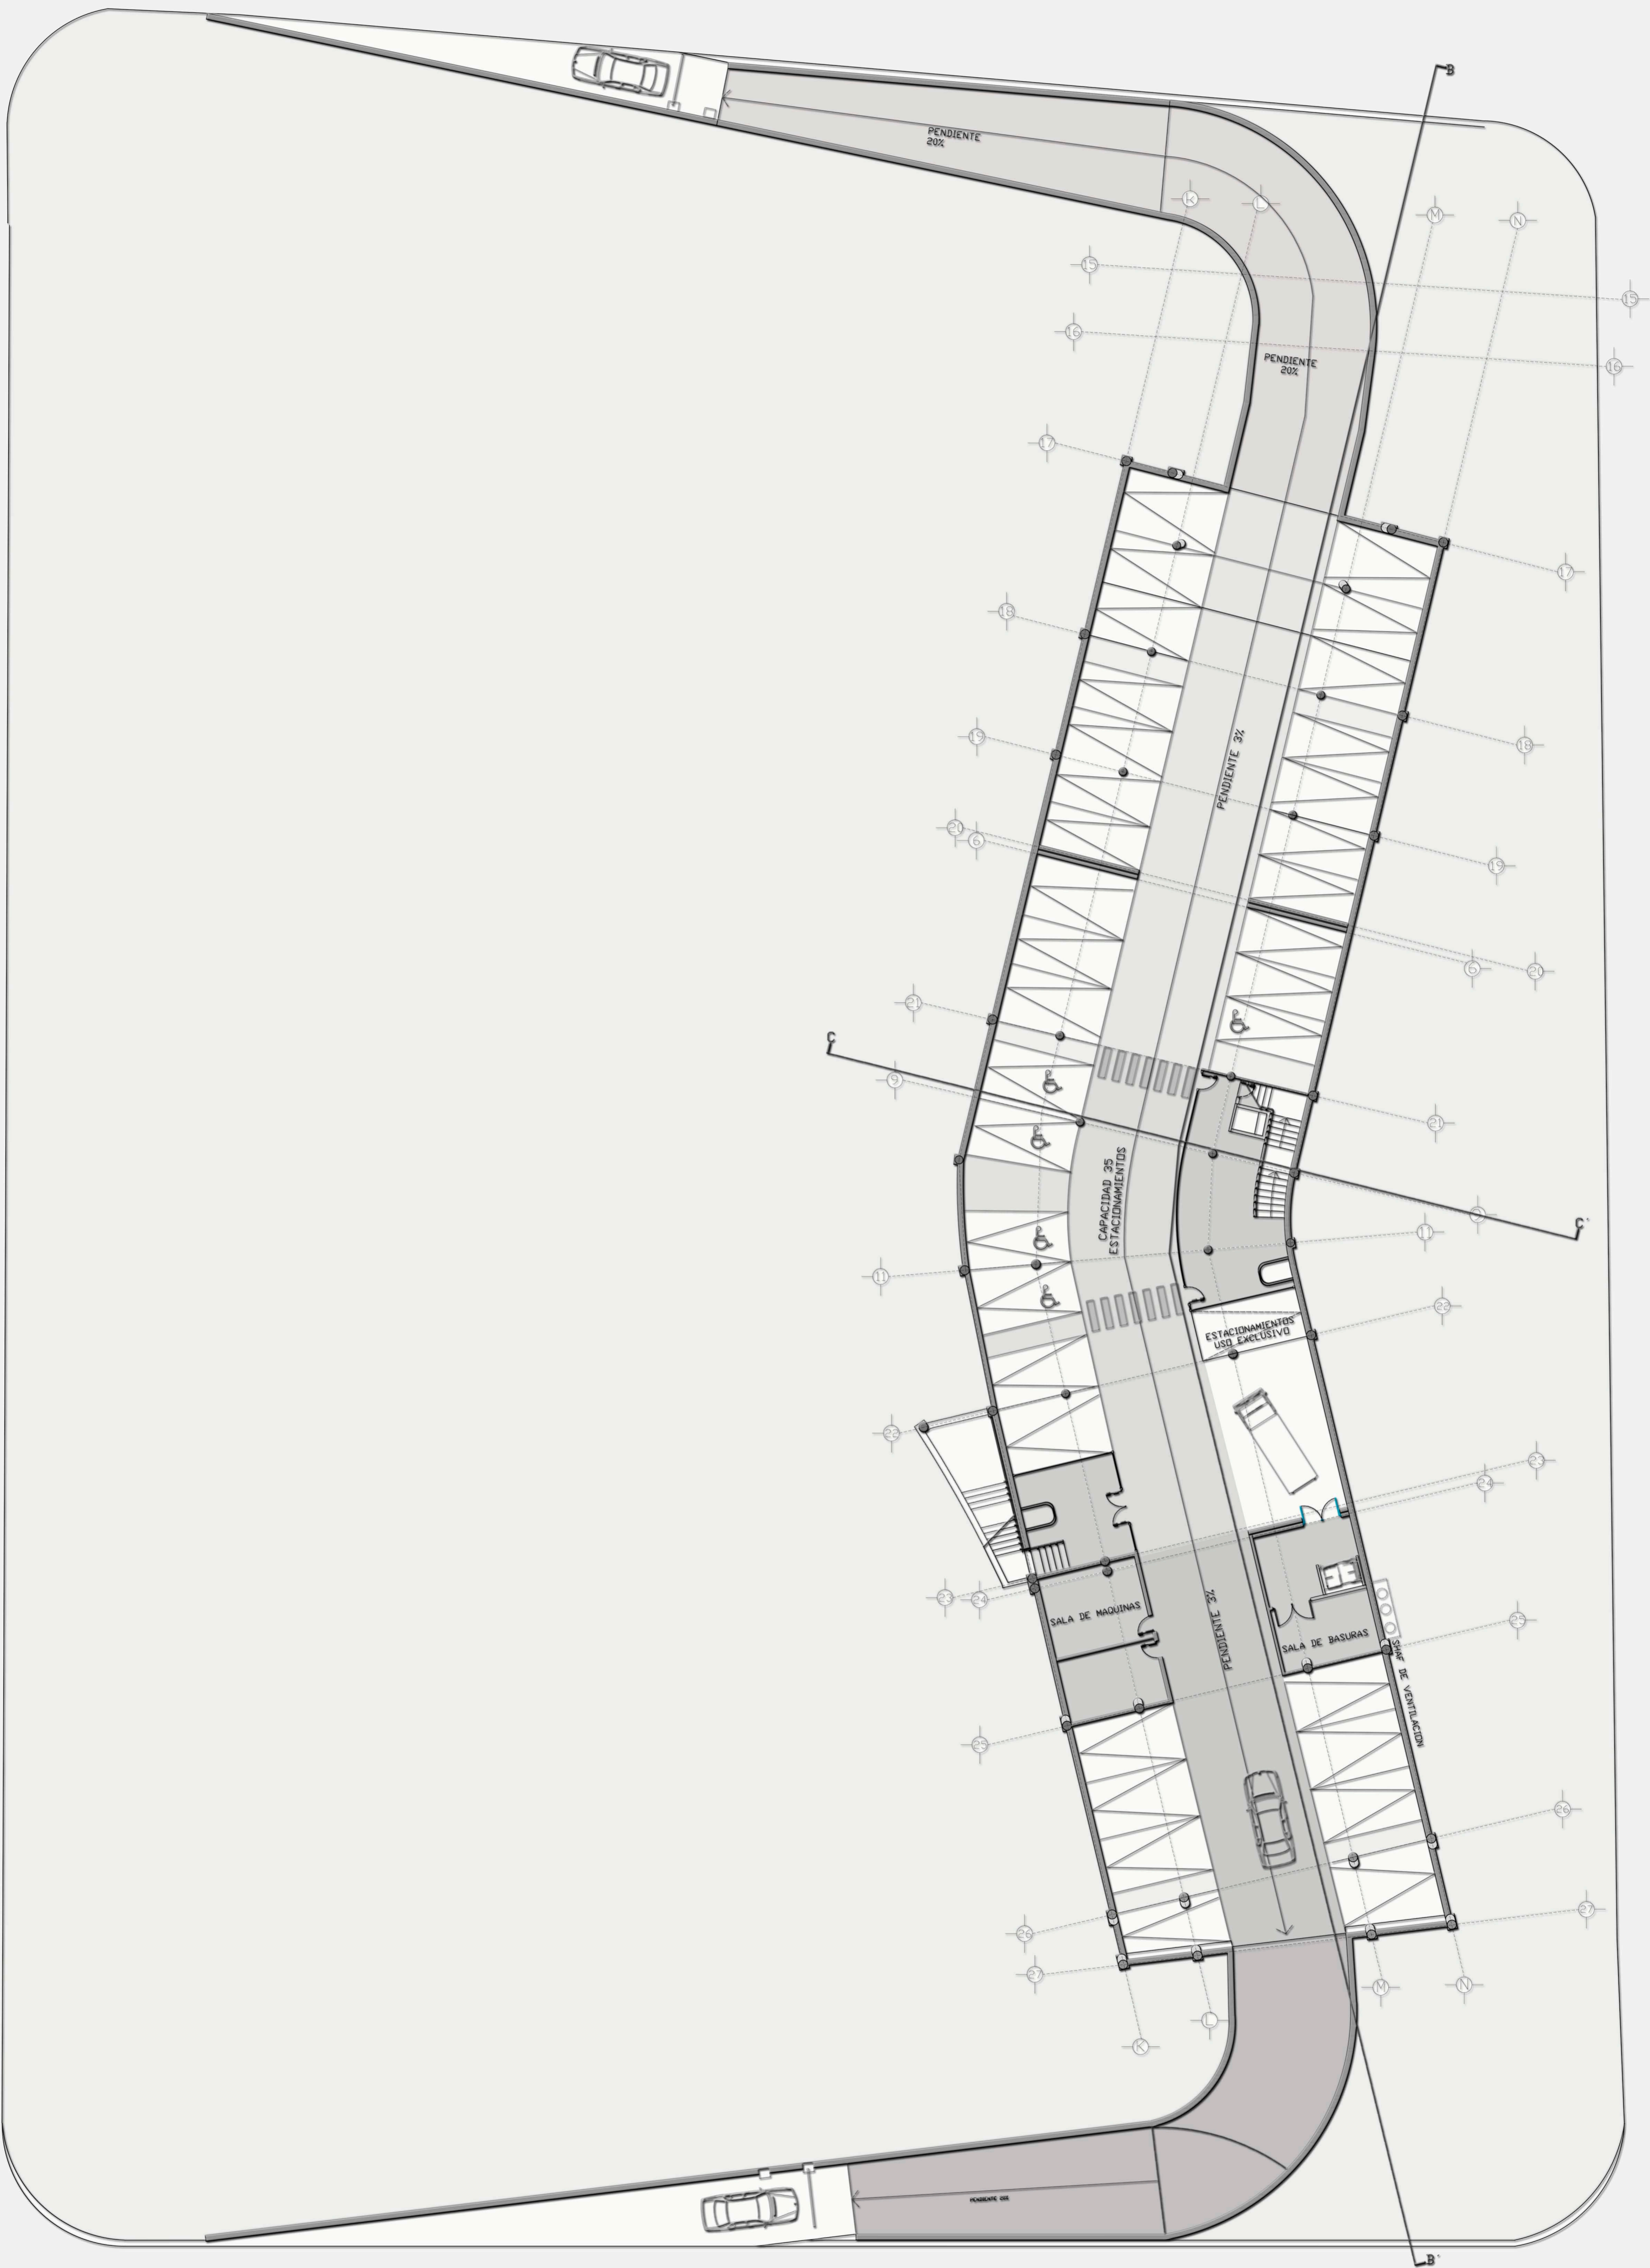 B
PENDIENTE
20%
K
L
M
N
15
15
16
16
PENDIENTE
20%
17
17
18
18
PENDIENTE 3%
19
19
20
6
6
20
21
C
9
21
CAPACIDAD 35
ESTACIONAMIENTOS
C'
11
11
22
ESTACIONAMIENTOS
USO EXCLUSIVO
22
23
24
23
24
SALA DE MAQUINAS
PENDIENTE 3%
25
SALA DE BASURAS
SHAF DE VENTILACION
25
26
26
27
27
M
N
L
K
B'